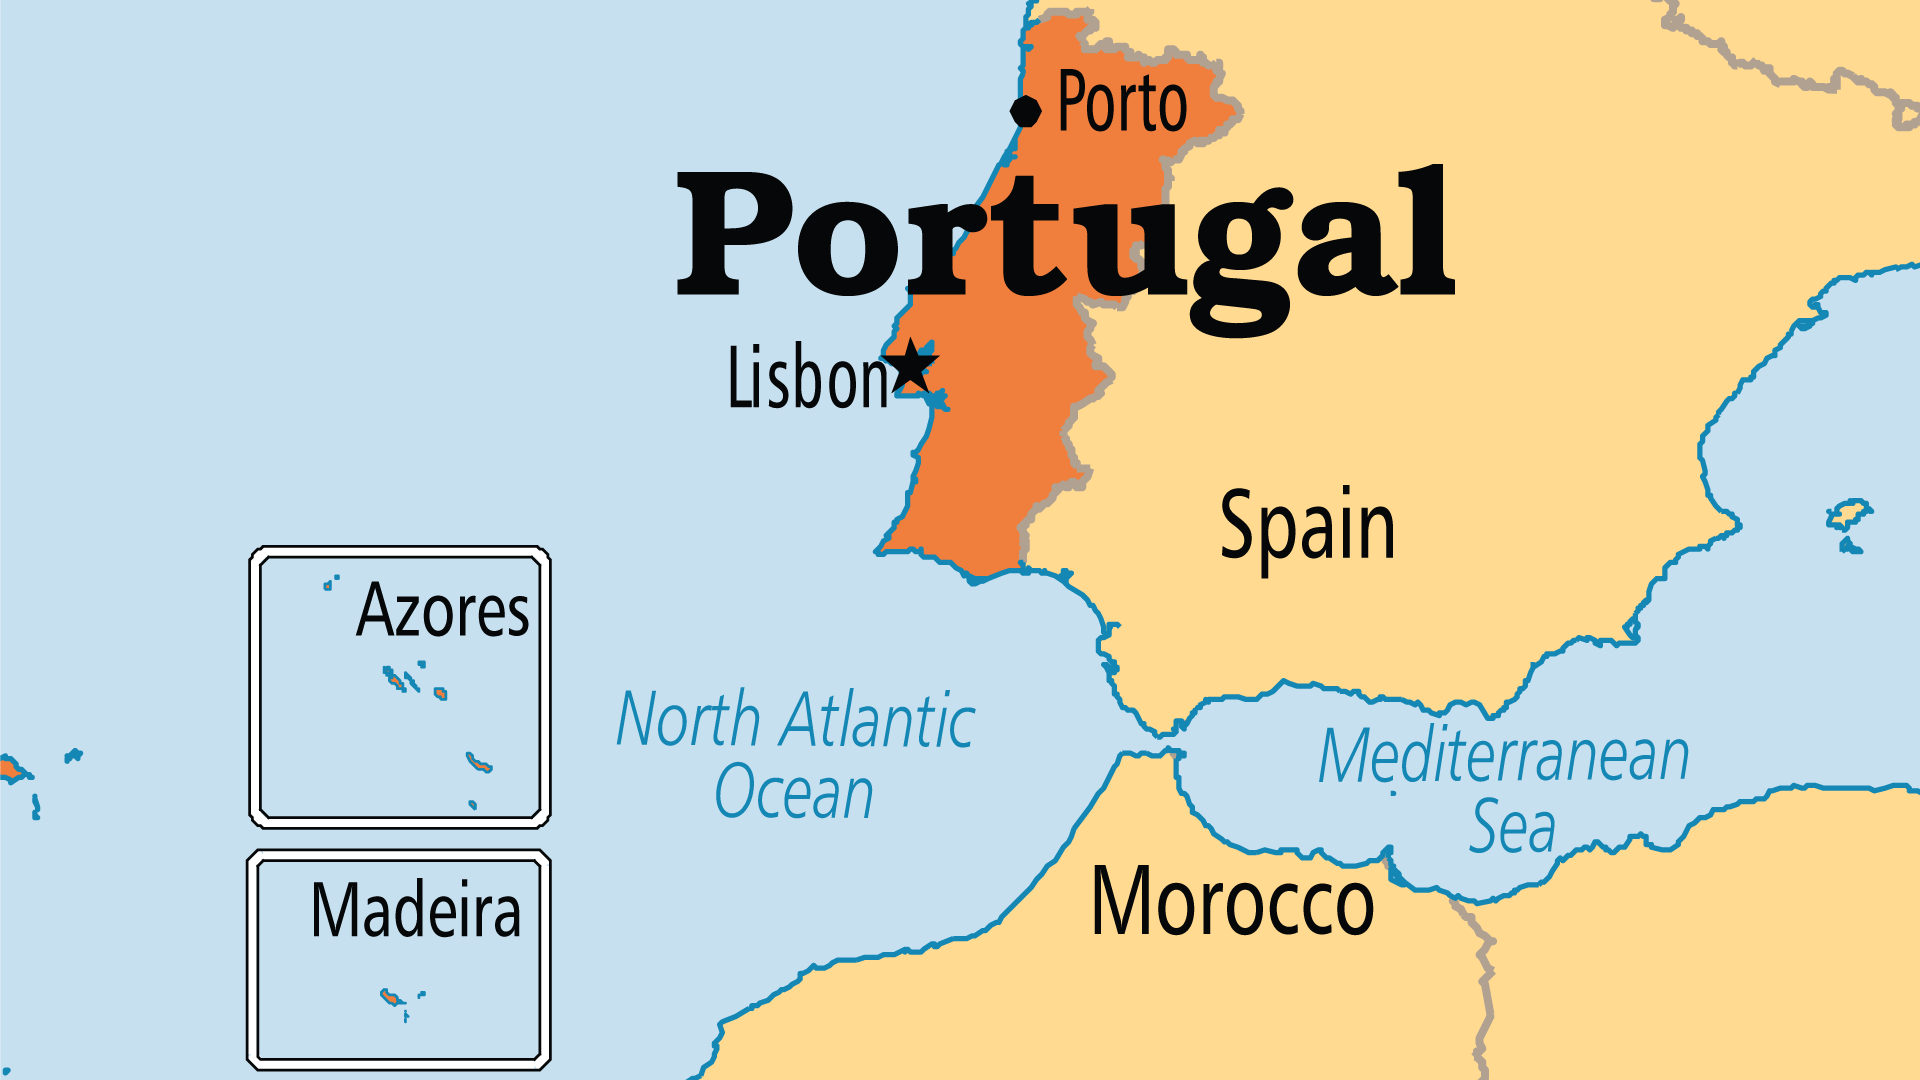 Porto
Portugal
Lisbon
Spain
Azores
North Atlantic
Ocean
Mediterranean
Sea
Morocco
Madeira